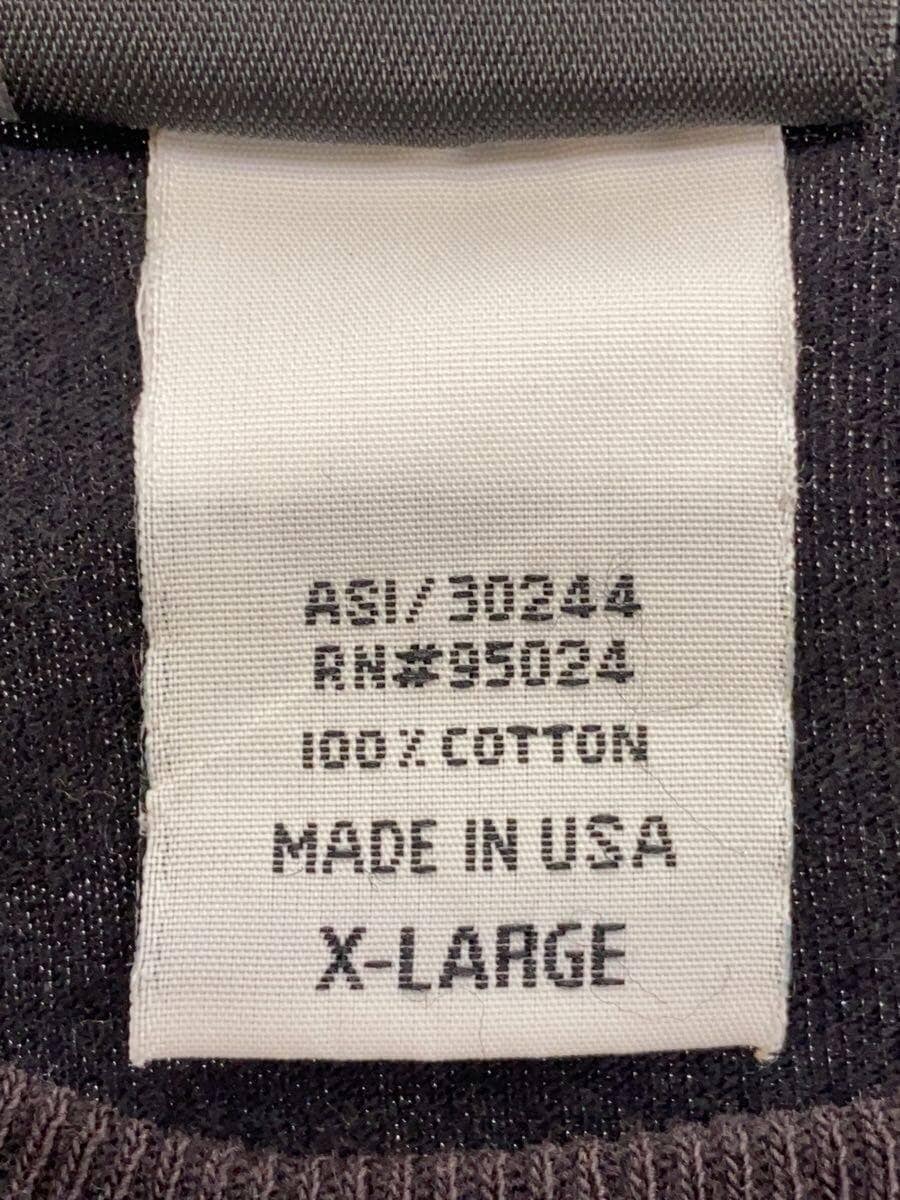 ASI/30244
RN#95024
100% COTTON
MADE IN USA
X-LARGE